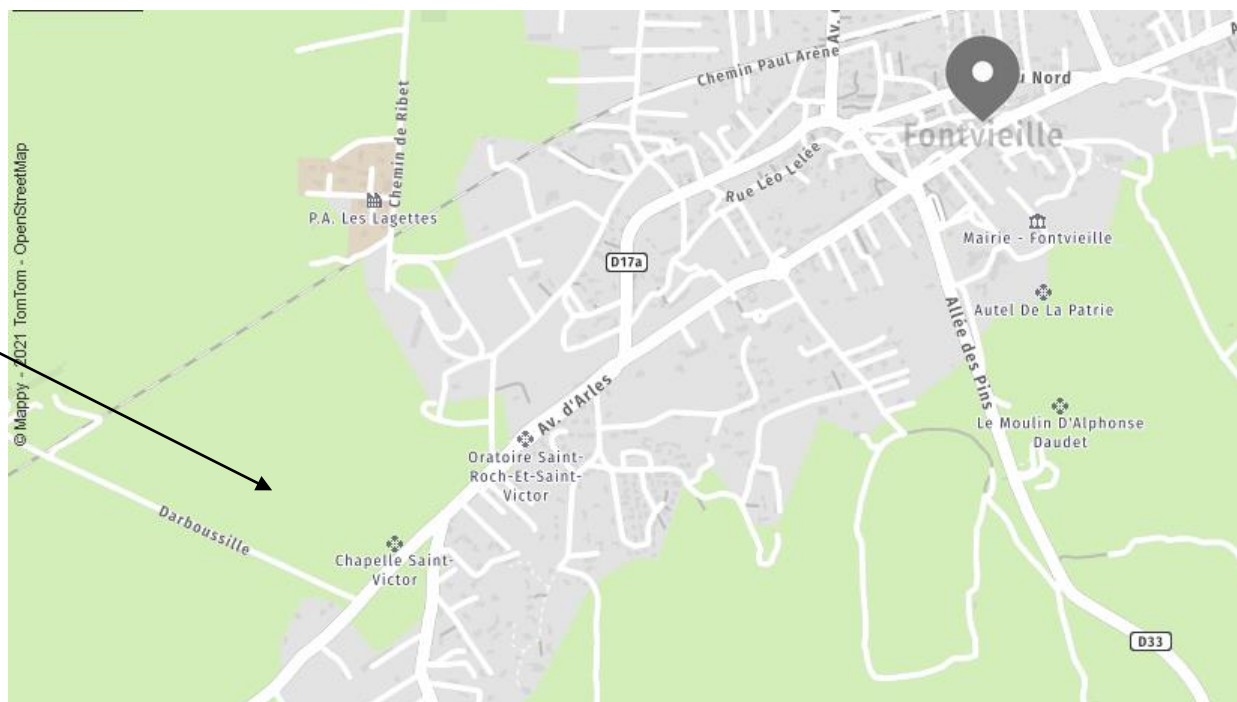 © Mappy - 2021 TomTom - OpenStreetMap
Chemin Paul Arène
Nord
Fontvieille
Chemin de Ribet
Rue Léo Lelée
P.A. Les Lagettes
Mairie - Fontvieille
D17a
Autel De La Patrie
Allée des Pins
Av. d'Arles
Le Moulin D'Alphonse
Daudet
Oratoire Saint-
Roch-Et-Saint-
Victor
Darboussille
Chapelle Saint-
Victor
D33